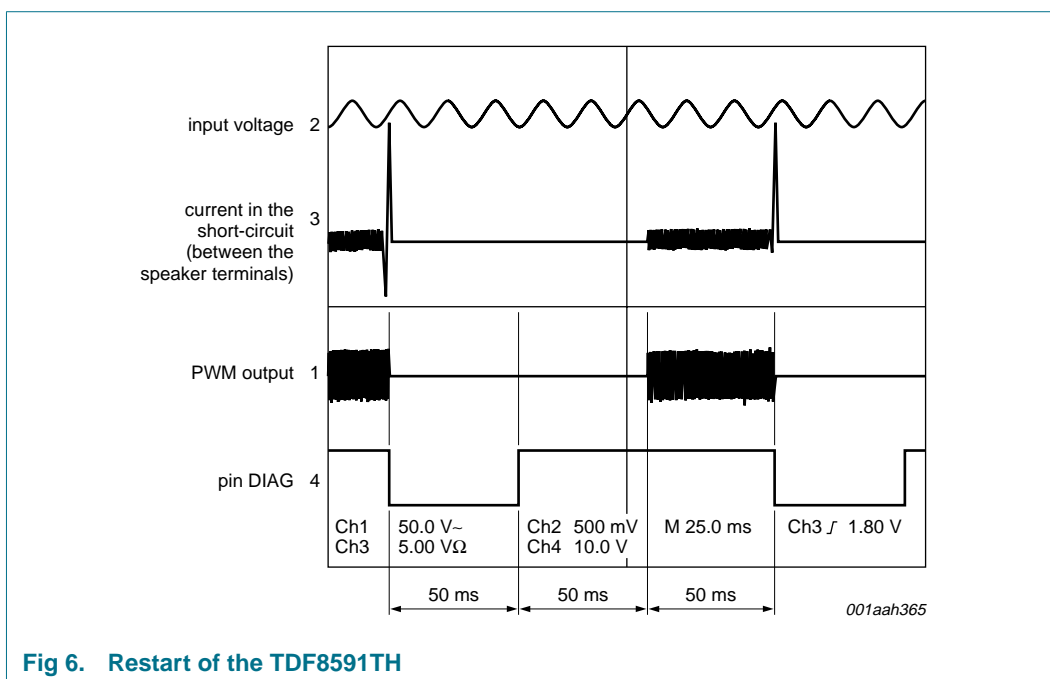 input voltage 2
current in the
short-circuit
(between the
speaker terminals)
3
PWM output 1
pin DIAG 4
Ch1 50.0 V~ Ch2 500 mV M 25.0 ms Ch3 ⨍ 1.80 V
Ch3 5.00 VΩ Ch4 10.0 V
50 ms 50 ms 50 ms
001aah365
Fig 6. Restart of the TDF8591TH